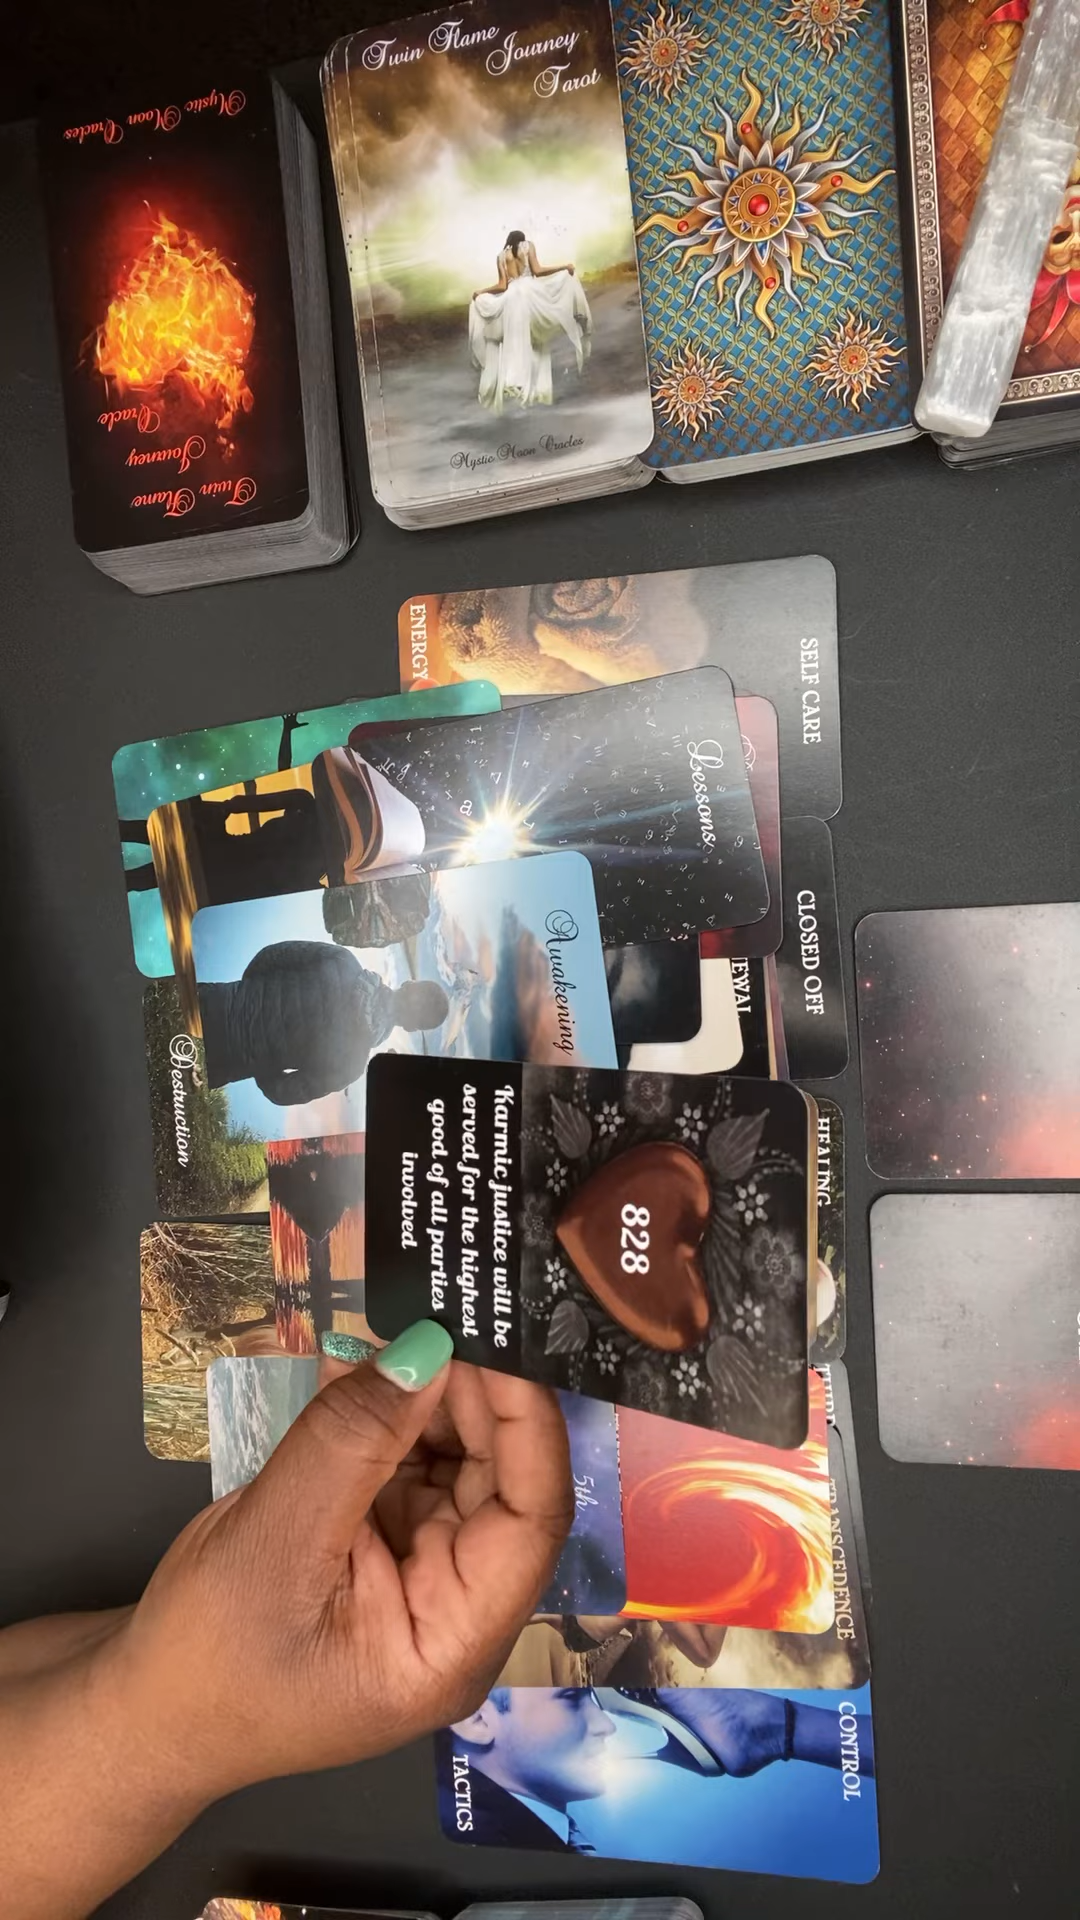 Mystic Moon Oracles
Twin Flame
Journey
Oracle
Twin Flame
Journey
Tarot
Mystic Moon Oracles
ENERGY
SELF CARE
Lessons
a
CLOSED OFF
Awakening
EWAL
Destruction
HEALING
828
Karmic justice will be
served for the highest
good of all parties
involved
5th
TRANSCEDENCE
CONTROL
TACTICS